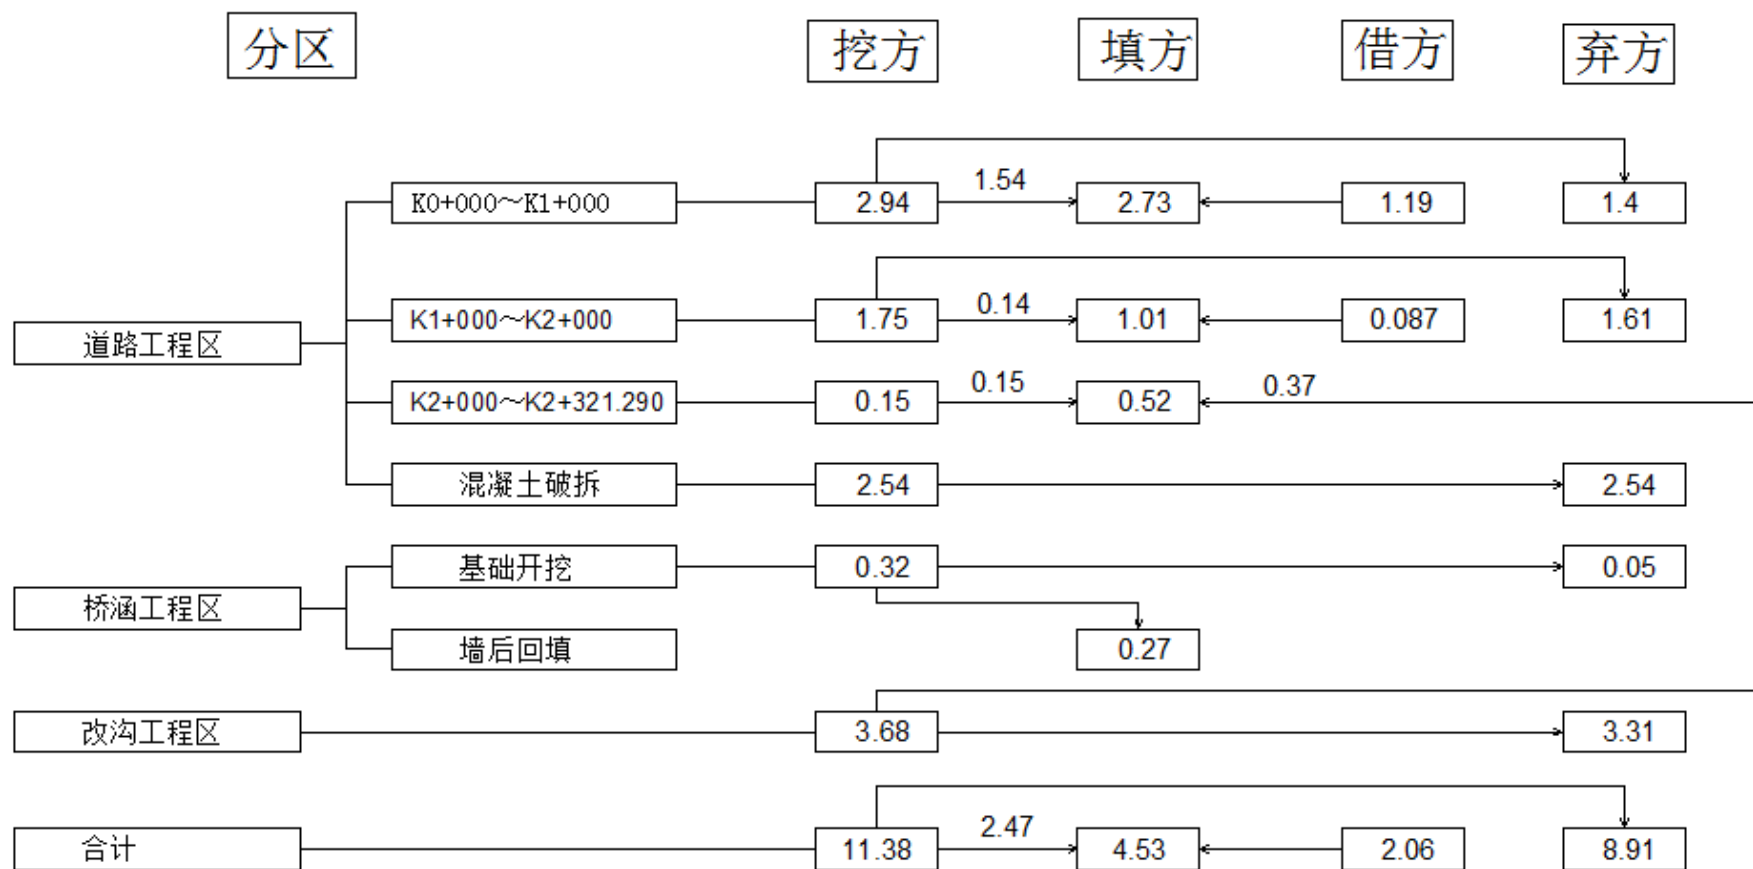 分区 挖方 填方 借方 弃方
K0+000～K1+000 2.94 1.54 2.73 1.19 1.4
K1+000～K2+000 1.75 0.14 1.01 0.087 1.61
道路工程区
K2+000～K2+321.290 0.15 0.15 0.52 0.37
混凝土破拆 2.54 2.54
基础开挖 0.32 0.05
桥涵工程区
墙后回填 0.27
改沟工程区 3.68 3.31
合计 11.38 2.47 4.53 2.06 8.91